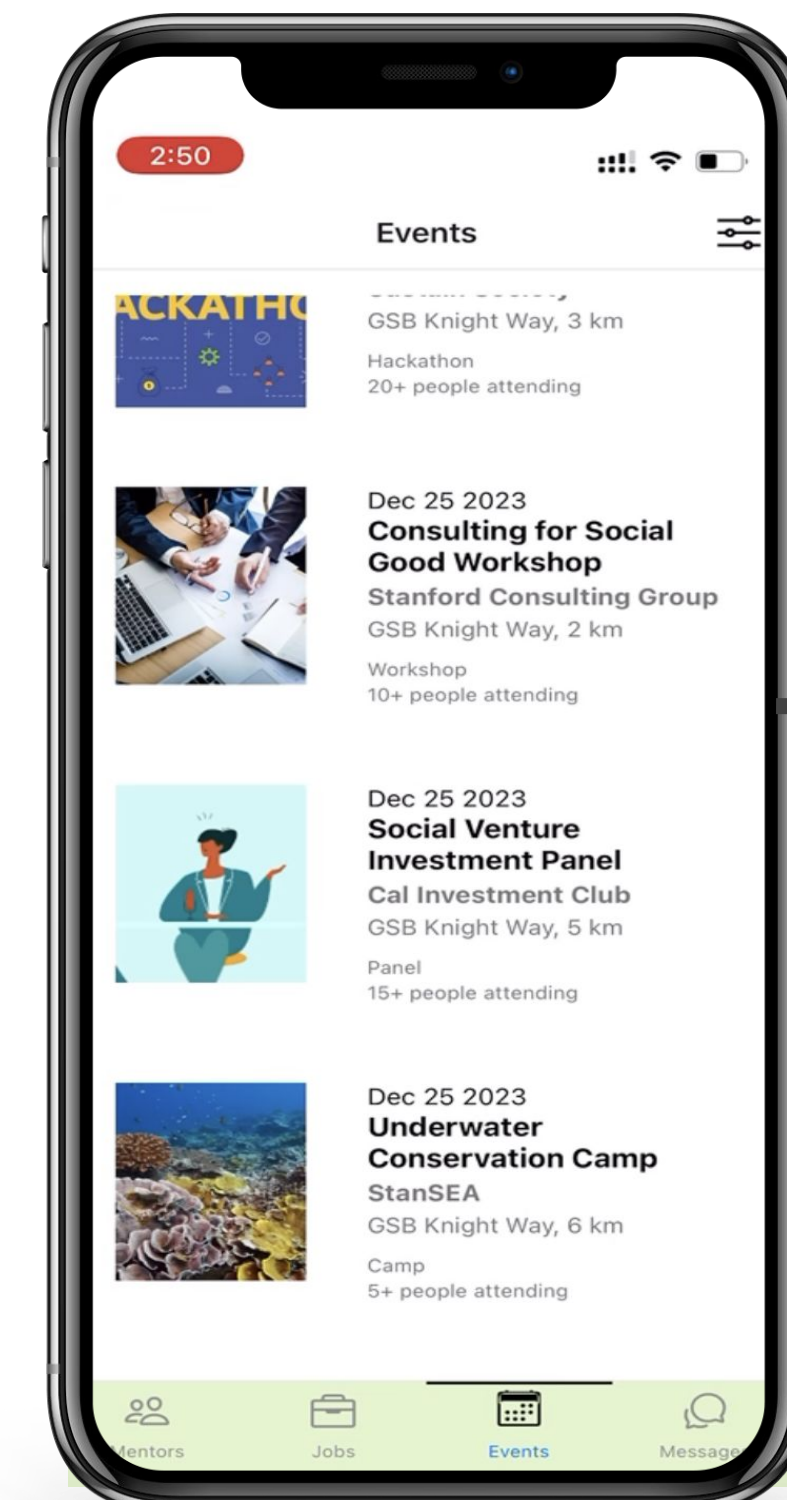 2:50
Events
ACKATHO
GSB Knight Way, 3 km
Hackathon
20+ people attending
Dec 25 2023
Consulting for Social
Good Workshop
Stanford Consulting Group
GSB Knight Way, 2 km
Workshop
10+ people attending
Dec 25 2023
Social Venture
Investment Panel
Cal Investment Club
GSB Knight Way, 5 km
Panel
15+ people attending
Dec 25 2023
Underwater
Conservation Camp
StanSEA
GSB Knight Way, 6 km
Camp
5+ people attending
Mentors
Jobs
Events
Message